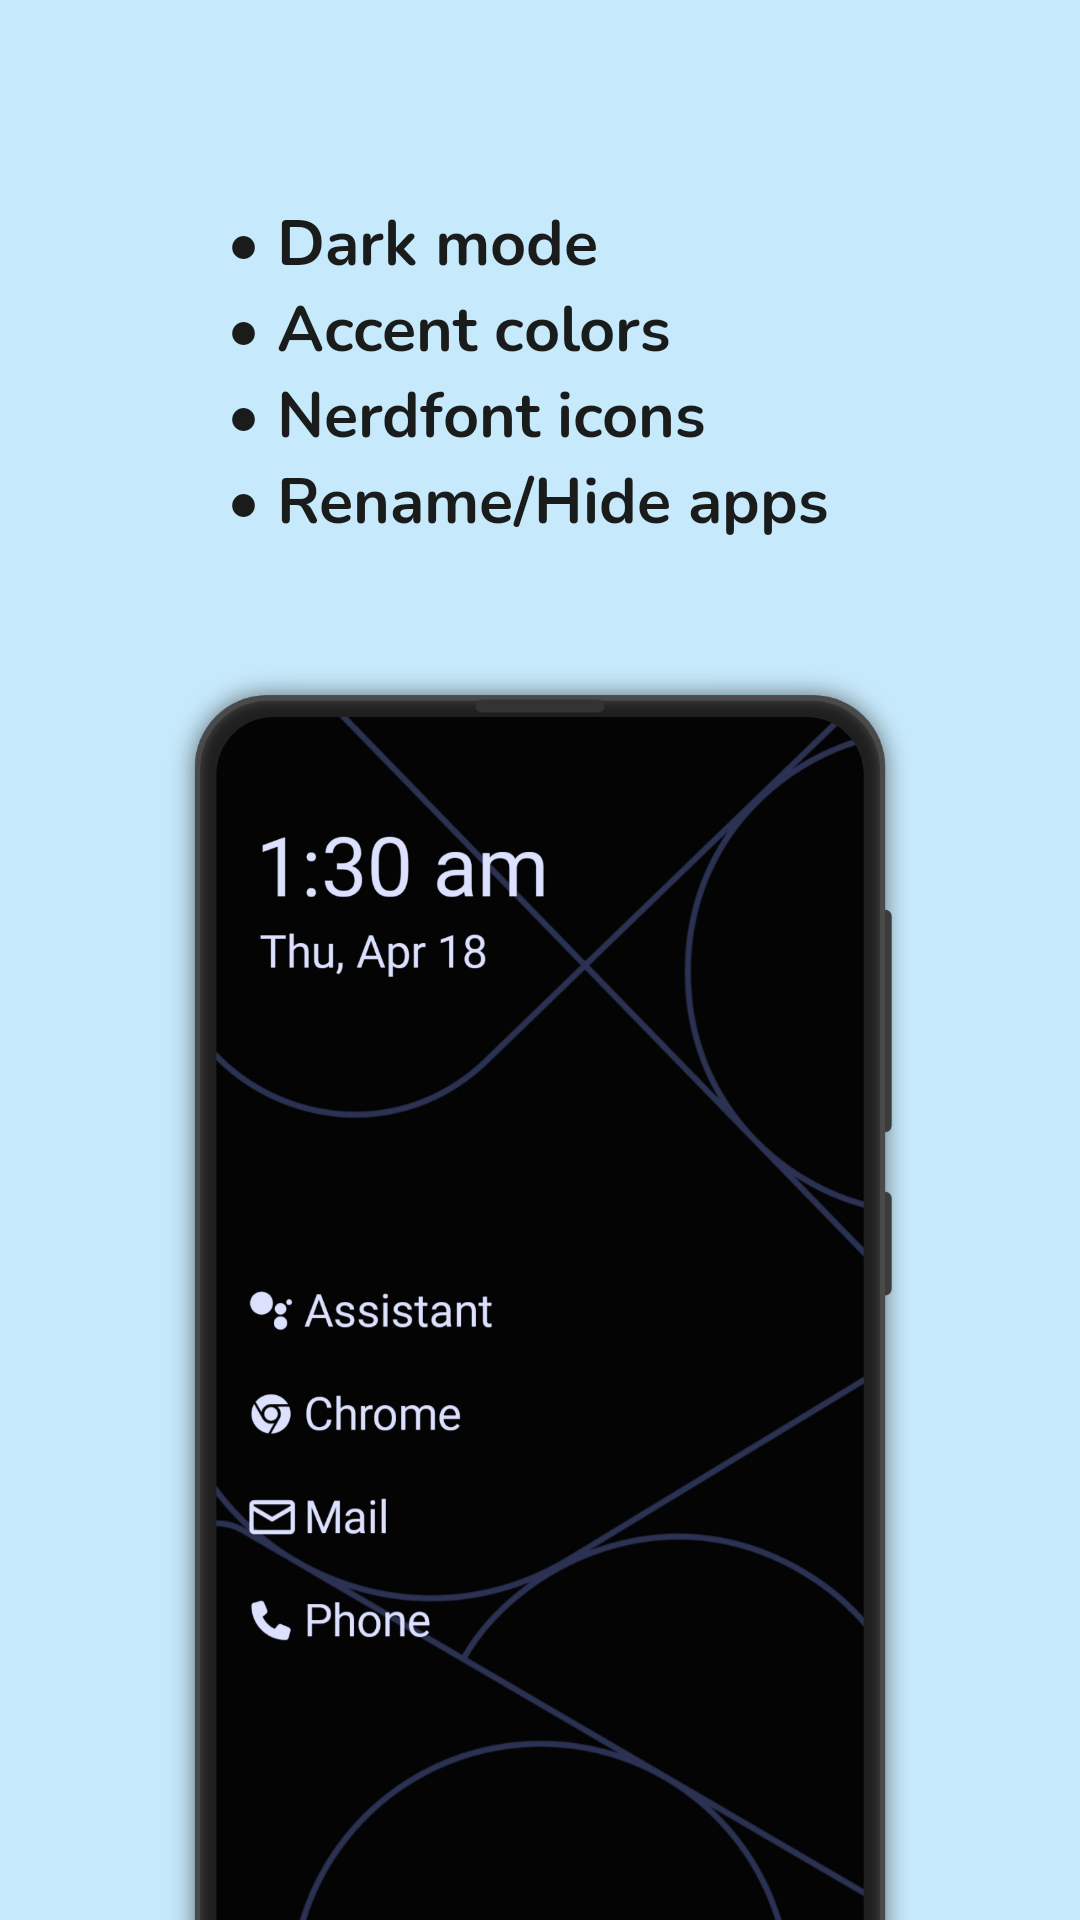 • Dark mode
• Accent colors
• Nerdfont icons
• Rename/Hide apps
1:30 am
Thu, Apr 18
Assistant
Chrome
Mail
Phone